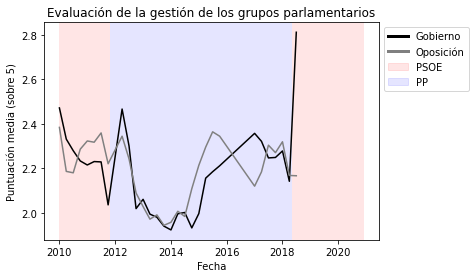 Evaluación de la gestión de los grupos parlamentarios
Puntuación media (sobre 5)
2.8
2.6
2.4
2.2
2.0
2010
2012
2014
2016
2018
2020
Fecha
Gobierno
Oposición
PSOE
PP